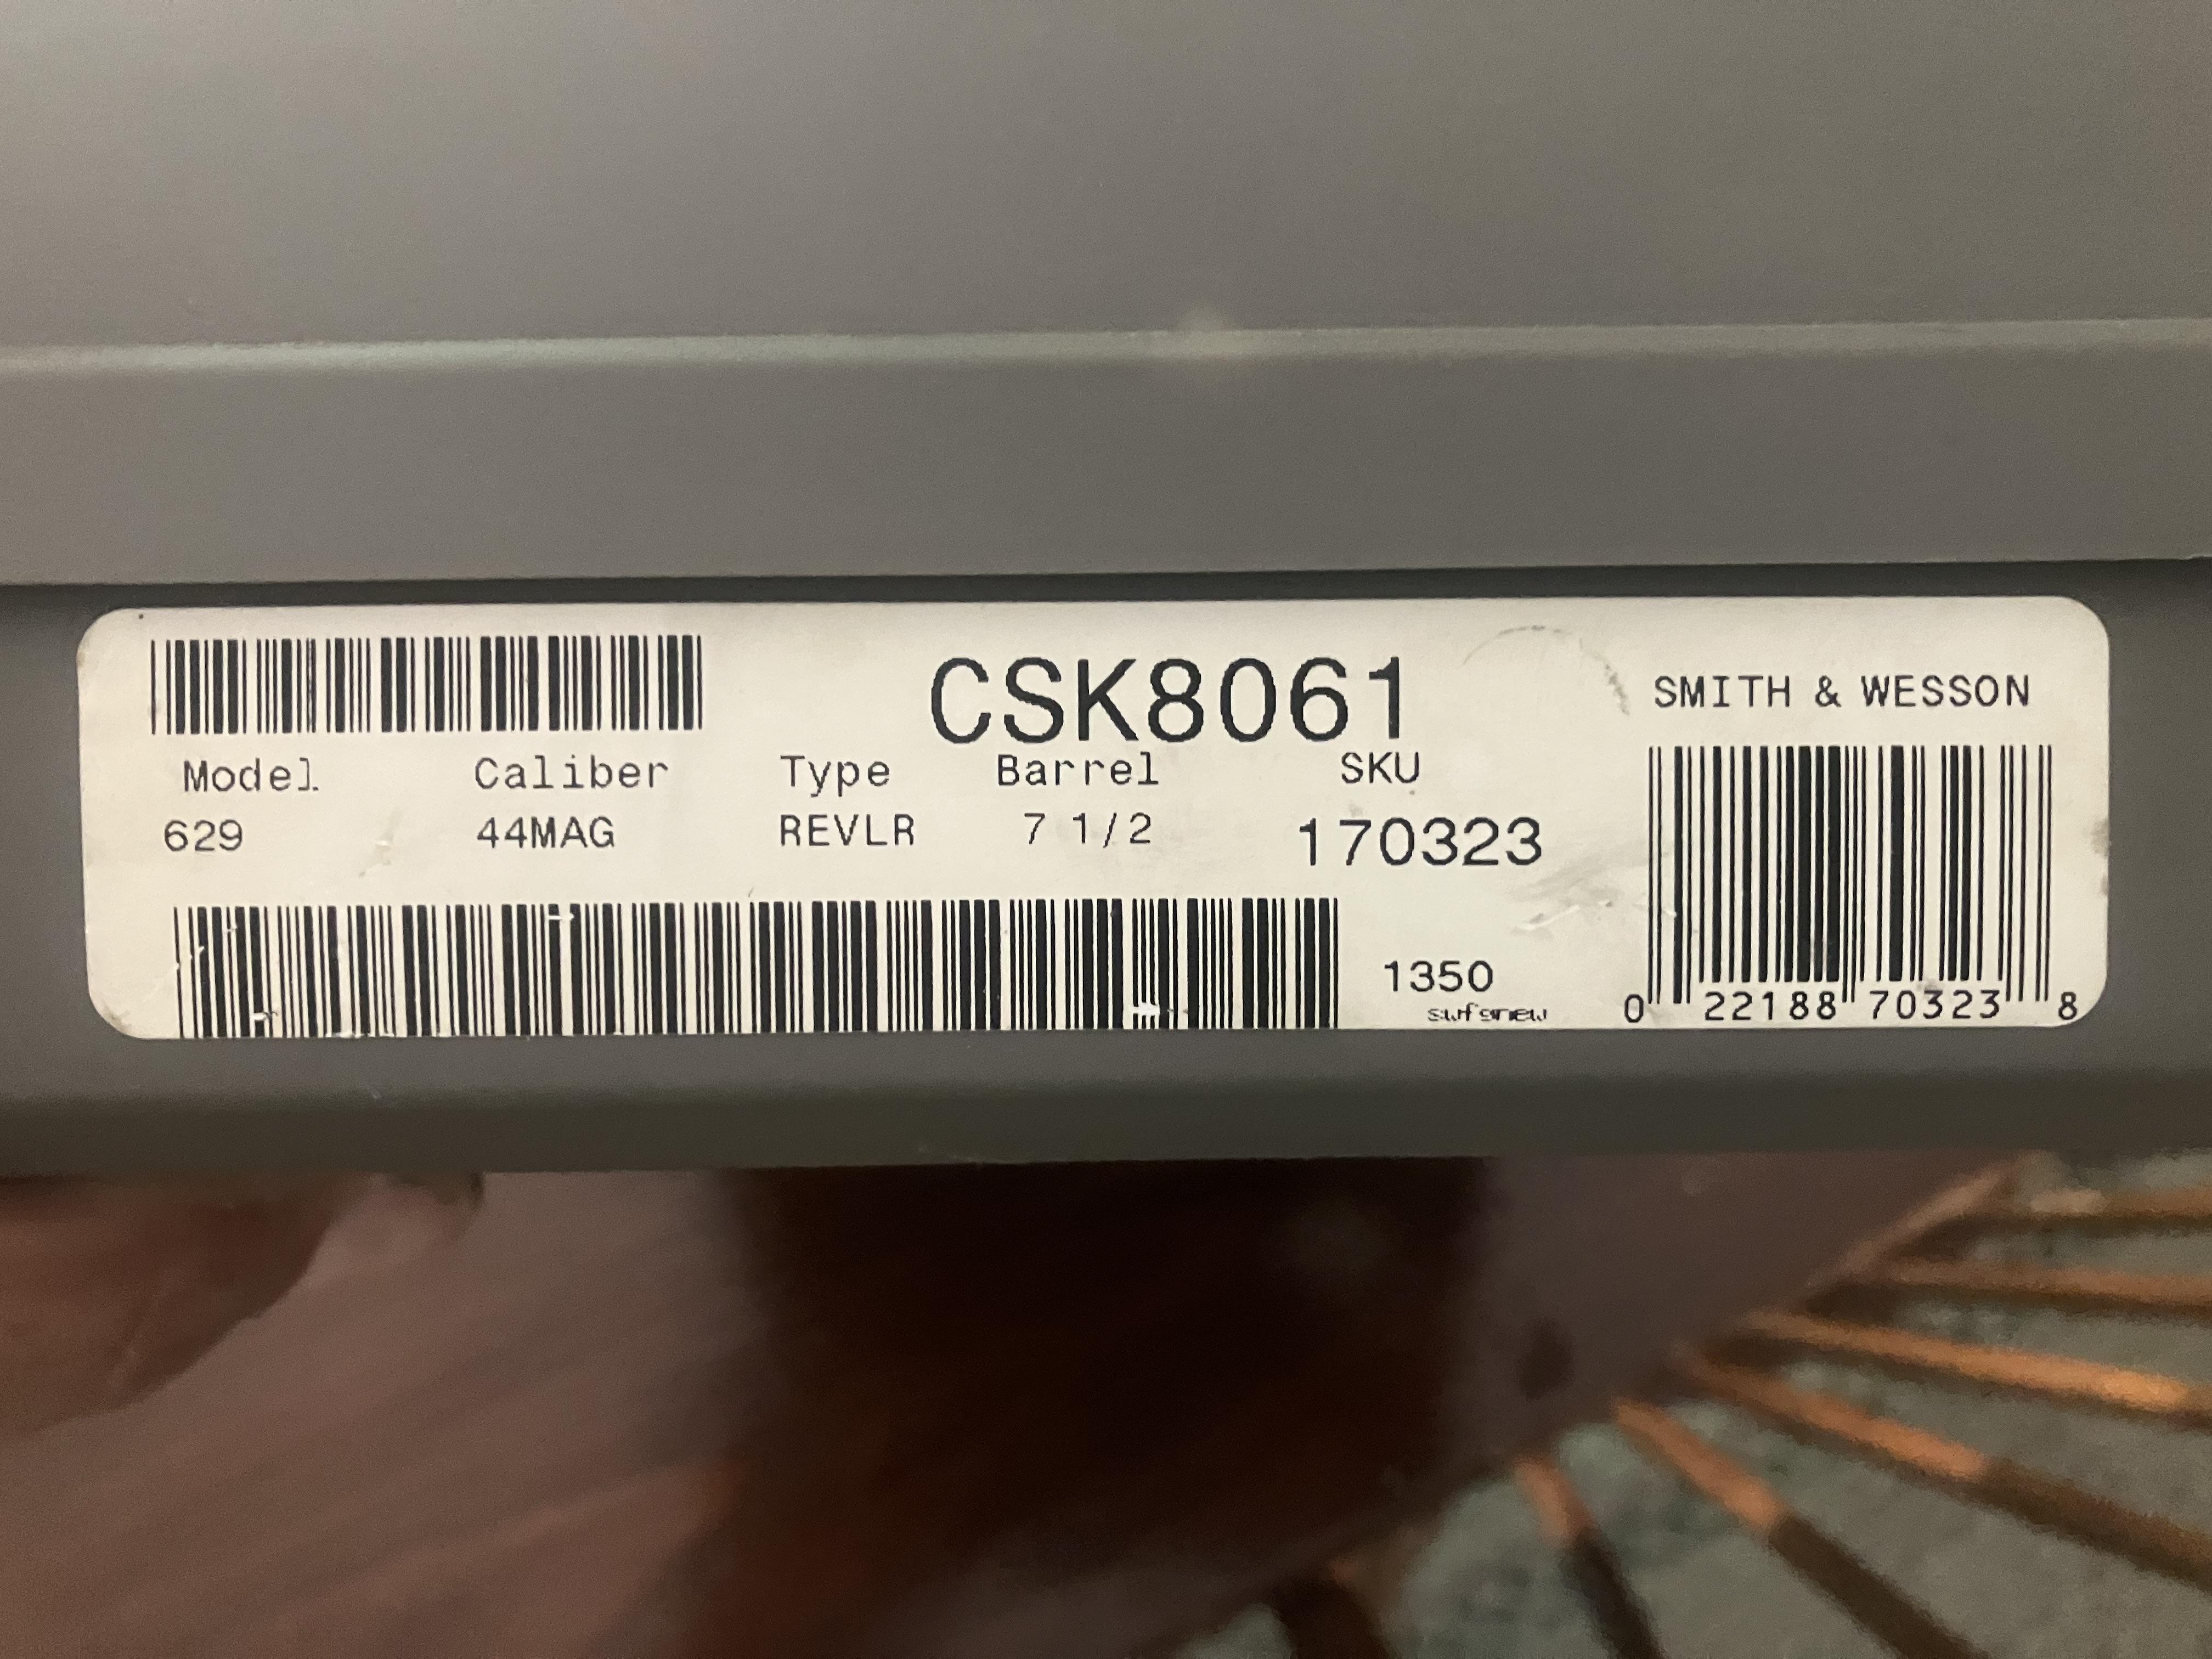 CSK8061
SMITH & WESSON
Model Caliber Type Barrel SKU
629 44MAG REVLR 7 1/2 170323
1350
swfgnew
0 22188 70323 8